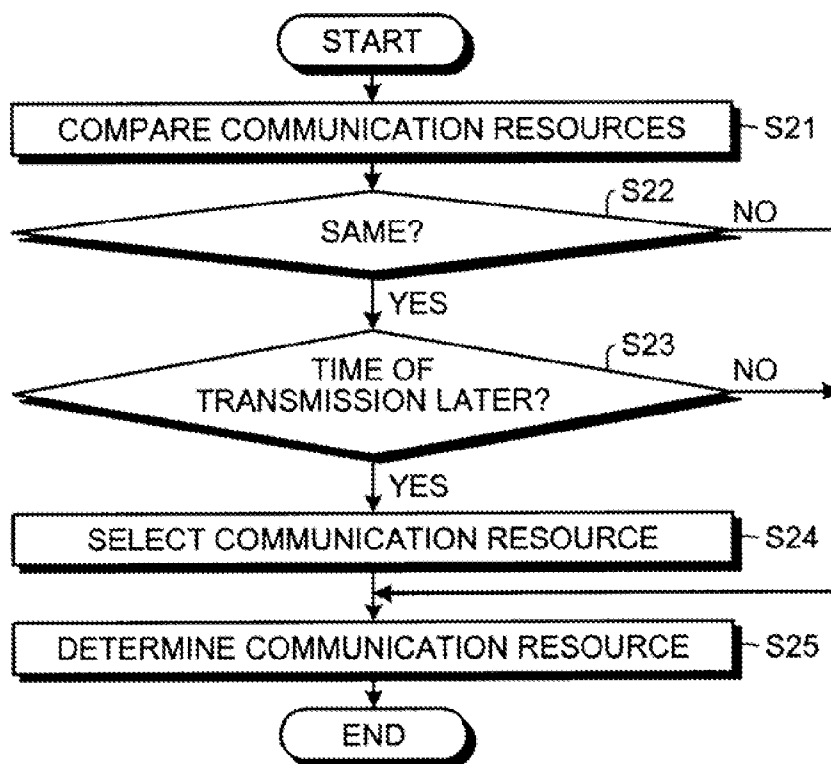 START
COMPARE COMMUNICATION RESOURCES
S21
S22
SAME?
NO
YES
S23
TIME OF
TRANSMISSION LATER?
NO
YES
SELECT COMMUNICATION RESOURCE
S24
DETERMINE COMMUNICATION RESOURCE
S25
END